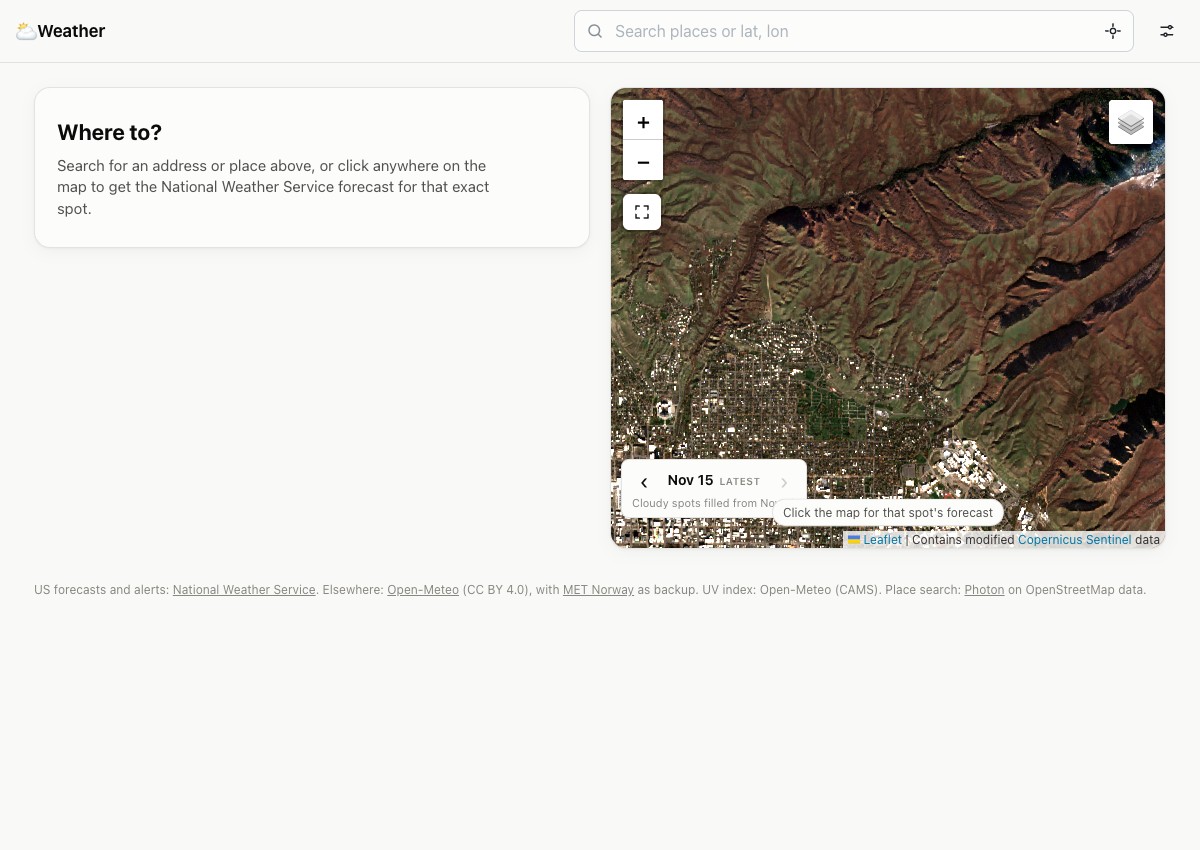 Weather
Search places or lat, lon
Where to?
Search for an address or place above, or click anywhere on the
map to get the National Weather Service forecast for that exact
spot.
+
−
Nov 15 LATEST
Cloudy spots filled from
Click the map for that spot's forecast
Leaflet | Contains modified Copernicus Sentinel data
US forecasts and alerts: National Weather Service. Elsewhere: Open-Meteo (CC BY 4.0), with MET Norway as backup. UV index: Open-Meteo (CAMS). Place search: Photon on OpenStreetMap data.